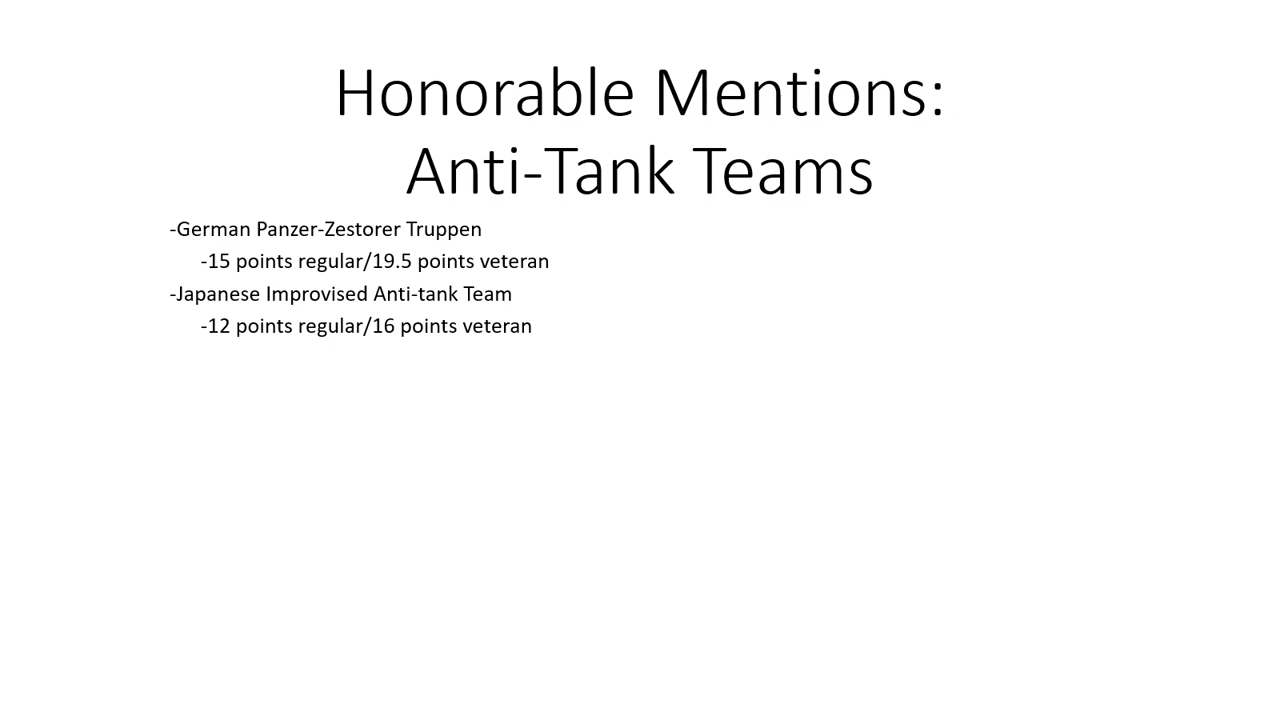 Honorable Mentions:
Anti-Tank Teams
-German Panzer-Zestorer Truppen
-15 points regular/19.5 points veteran
-Japanese Improvised Anti-tank Team
-12 points regular/16 points veteran